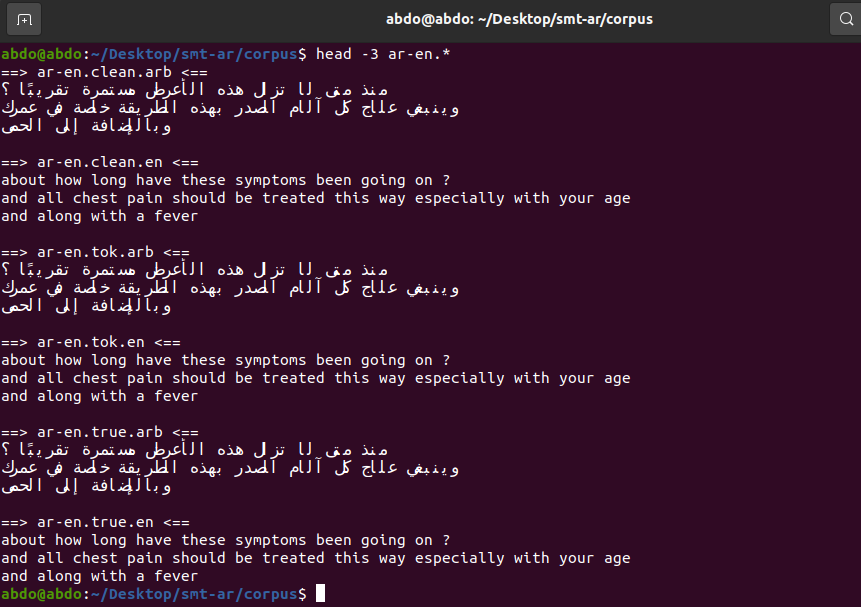 abdo@abdo: ~/Desktop/smt-ar/corpus
abdo@abdo:~/Desktop/smt-ar/corpus$ head -3 ar-en.*
==> ar-en.clean.arb <==
منذ متى لا تزال هذه الأعرض مستمرة تقريبًا ؟
وينبغي علاج كل آلام الصدر بهذه الطريقة خاصة في عمرك
وبالإضافة إلى الحمى

==> ar-en.clean.en <==
about how long have these symptoms been going on ?
and all chest pain should be treated this way especially with your age
and along with a fever

==> ar-en.tok.arb <==
منذ متى لا تزال هذه الأعرض مستمرة تقريبًا ؟
وينبغي علاج كل آلام الصدر بهذه الطريقة خاصة في عمرك
وبالإضافة إلى الحمى

==> ar-en.tok.en <==
about how long have these symptoms been going on ?
and all chest pain should be treated this way especially with your age
and along with a fever

==> ar-en.true.arb <==
منذ متى لا تزال هذه الأعرض مستمرة تقريبًا ؟
وينبغي علاج كل آلام الصدر بهذه الطريقة خاصة في عمرك
وبالإضافة إلى الحمى

==> ar-en.true.en <==
about how long have these symptoms been going on ?
and all chest pain should be treated this way especially with your age
and along with a fever
abdo@abdo:~/Desktop/smt-ar/corpus$